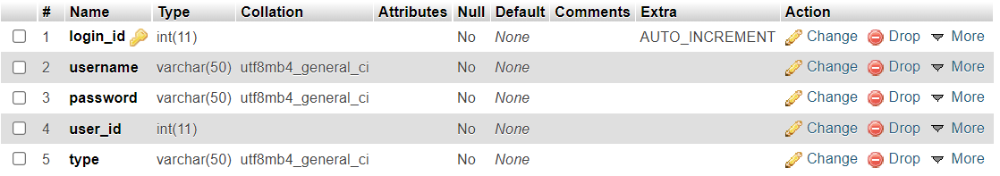 # Name Type Collation Attributes Null Default Comments Extra Action
1 login_id int(11) No None AUTO_INCREMENT Change Drop More
2 username varchar(50) utf8mb4_general_ci No None Change Drop More
3 password varchar(50) utf8mb4_general_ci No None Change Drop More
4 user_id int(11) No None Change Drop More
5 type varchar(50) utf8mb4_general_ci No None Change Drop More